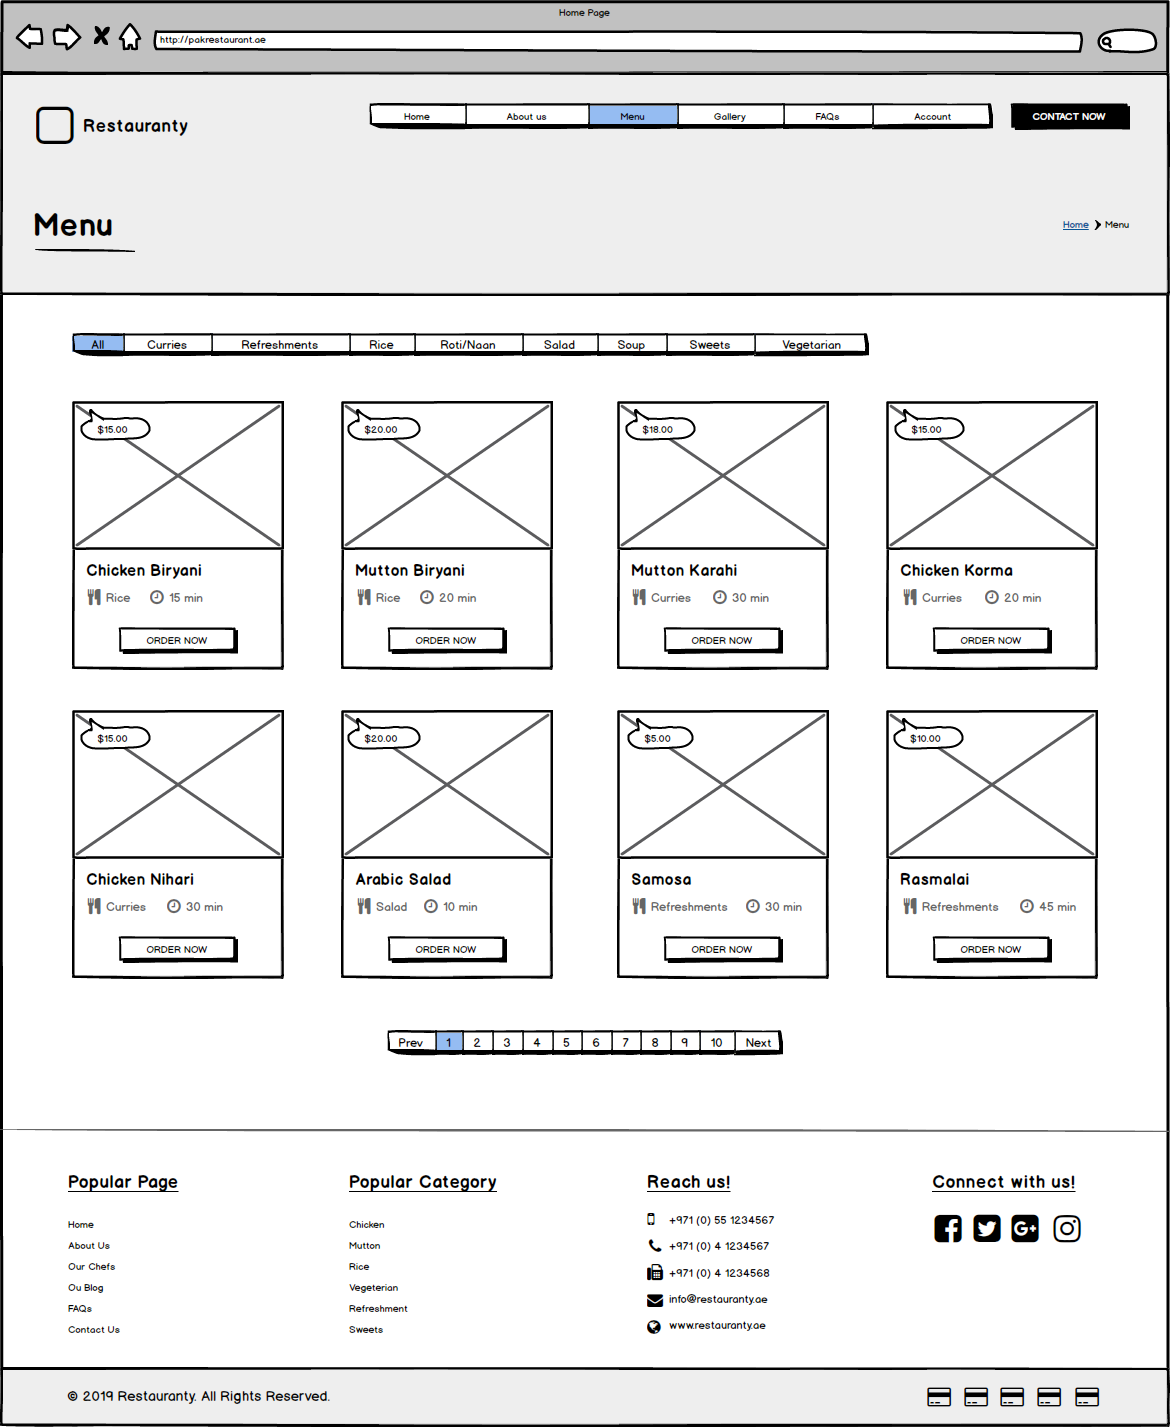 Home Page
http://pakrestaurant.ae
Restauranty
Home About us Menu Gallery FAQs Account CONTACT NOW
Menu
Home Menu
All Curries Refreshments Rice Roti/Naan Salad Soup Sweets Vegetarian
$15.00 $20.00 $18.00 $15.00
Chicken Biryani Mutton Biryani Mutton Karahi Chicken Korma
Rice 15 min Rice 20 min Curries 30 min Curries 20 min
ORDER NOW ORDER NOW ORDER NOW ORDER NOW
$15.00 $20.00 $5.00 $10.00
Chicken Nihari Arabic Salad Samosa Rasmalai
Curries 30 min Salad 10 min Refreshments 30 min Refreshments 45 min
ORDER NOW ORDER NOW ORDER NOW ORDER NOW
Prev 1 2 3 4 5 6 7 8 9 10 Next
Popular Page
Home
About Us
Our Chefs
Ou Blog
FAQs
Contact Us
Popular Category
Chicken
Mutton
Rice
Vegeterian
Refreshment
Sweets
Reach us!
+971 (0) 55 1234567
+971 (0) 4 1234567
+971 (0) 4 1234568
info@restauranty.ae
www.restauranty.ae
Connect with us!
© 2019 Restauranty. All Rights Reserved.